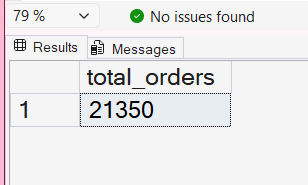 79 % No issues found
Results Messages
total_orders
1 21350